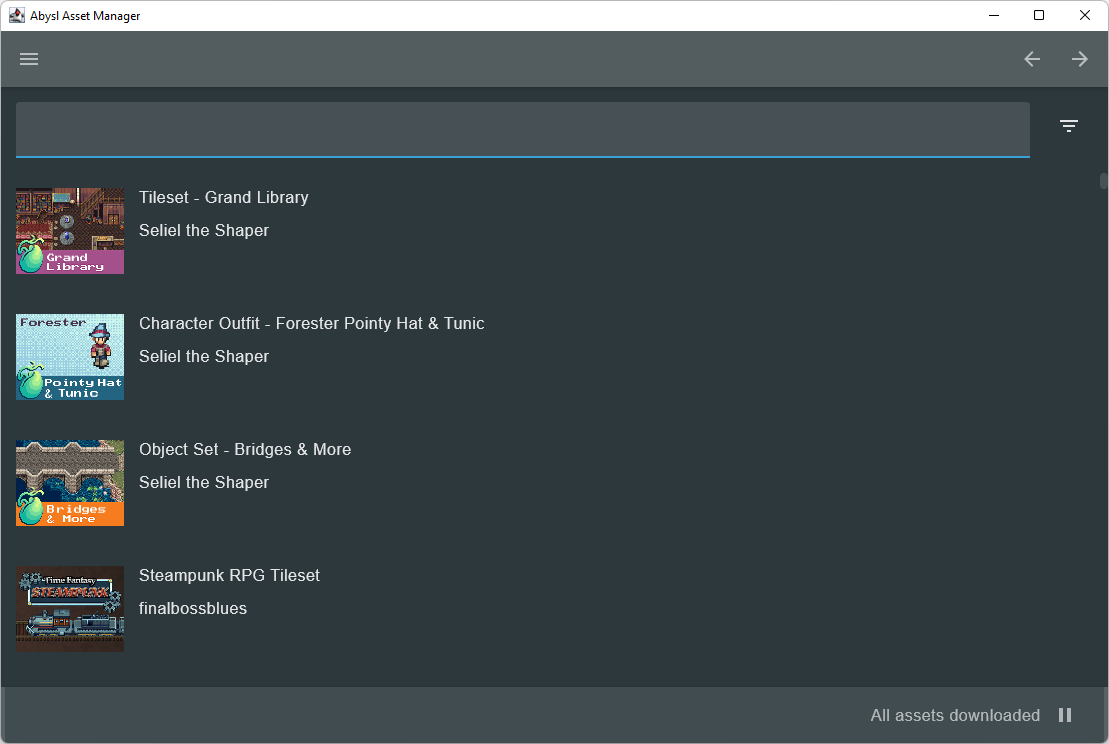 Abysl Asset Manager
Tileset - Grand Library
Seliel the Shaper
Grand
Library
Character Outfit - Forester Pointy Hat & Tunic
Seliel the Shaper
Forester
Pointy Hat
& Tunic
Object Set - Bridges & More
Seliel the Shaper
Bridges
& More
Steampunk RPG Tileset
finalbossblues
Time Fantasy
STEAMPUNK
All assets downloaded